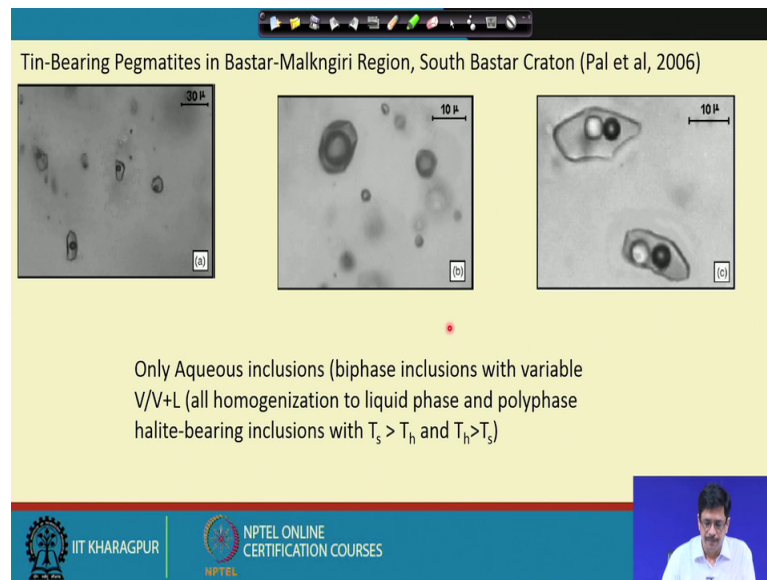 Tin-Bearing Pegmatites in Bastar-Malkngiri Region, South Bastar Craton (Pal et al, 2006)
30 µ
(a)
10 µ
(b)
10 µ
(c)
Only Aqueous inclusions (biphase inclusions with variable
V/V+L (all homogenization to liquid phase and polyphase
halite-bearing inclusions with Ts > Th and Th>Ts)
IIT KHARAGPUR
NPTEL
NPTEL ONLINE
CERTIFICATION COURSES